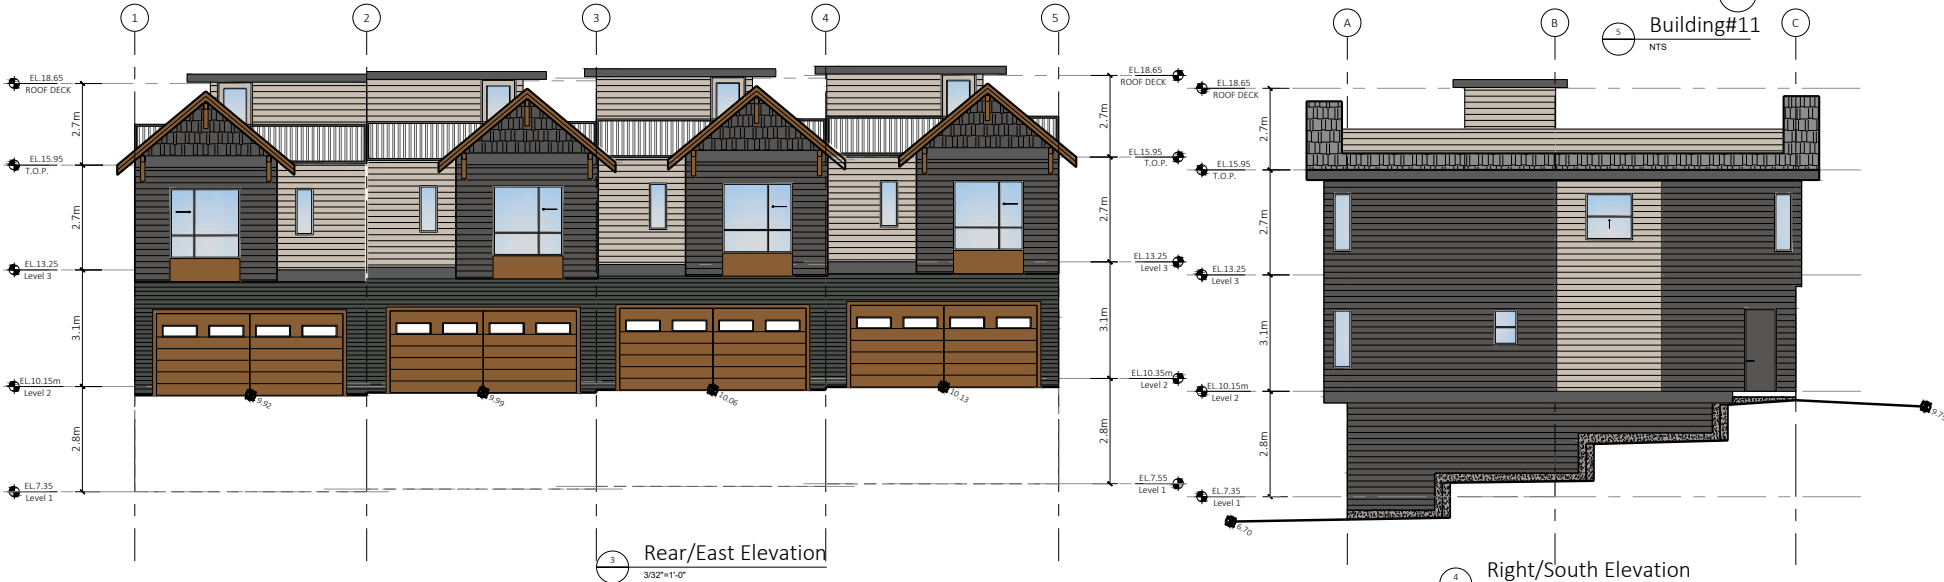 1
2
3
4
5
A
B
C
5
Building#11
NTS
EL.18.65
ROOF DECK
2.7m
EL.15.95
T.O.P.
2.7m
EL.13.25
Level 3
3.1m
EL.10.15m
Level 2
2.8m
EL.7.35
Level 1
9.92
9.99
10.06
10.13
EL.18.65
ROOF DECK
2.7m
EL.15.95
T.O.P.
2.7m
EL.13.25
Level 3
3.1m
EL.10.35m
Level 2
2.8m
EL.7.55
Level 1
3
Rear/East Elevation
3/32"=1'-0"
EL.18.65
ROOF DECK
2.7m
EL.15.95
T.O.P.
2.7m
EL.13.25
Level 3
3.1m
EL.10.15m
Level 2
2.8m
EL.7.35
Level 1
6.70
4
Right/South Elevation